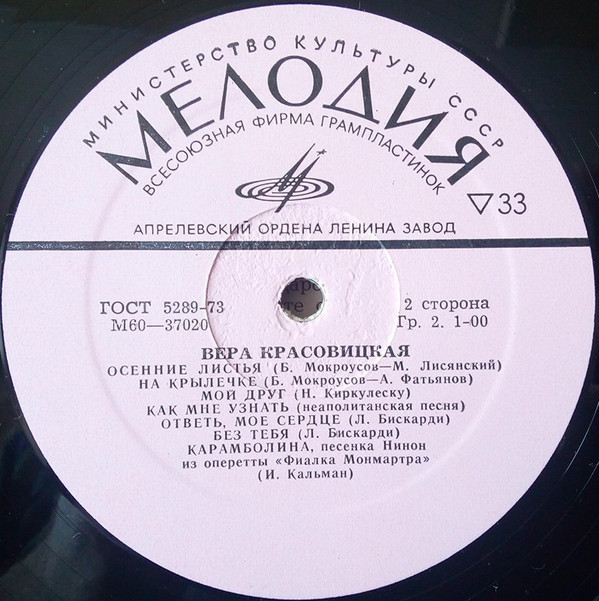 МИНИСТЕРСТВО КУЛЬТУРЫ СССР
МЕЛОДИЯ
ВСЕСОЮЗНАЯ ФИРМА ГРАМПЛАСТИНОК
33
АПРЕЛЕВСКИЙ ОРДЕНА ЛЕНИНА ЗАВОД
ГОСТ 5289-73
2 сторона
М60—37020
Гр. 2. 1-00
ВЕРА КРАСОВИЦКАЯ
ОСЕННИЕ ЛИСТЬЯ (Б. Мокроусов—М. Лисянский)
НА КРЫЛЕЧКЕ (Б. Мокроусов—А. Фатьянов)
МОЙ ДРУГ (Н. Киркулеску)
КАК МНЕ УЗНАТЬ (неаполитанская песня)
ОТВЕТЬ, МОЕ СЕРДЦЕ (Л. Бискарди)
БЕЗ ТЕБЯ (Л. Бискарди)
КАРАМБОЛИНА, песенка Нинон
из оперетты «Фиалка Монмартра»
(И. Кальман)